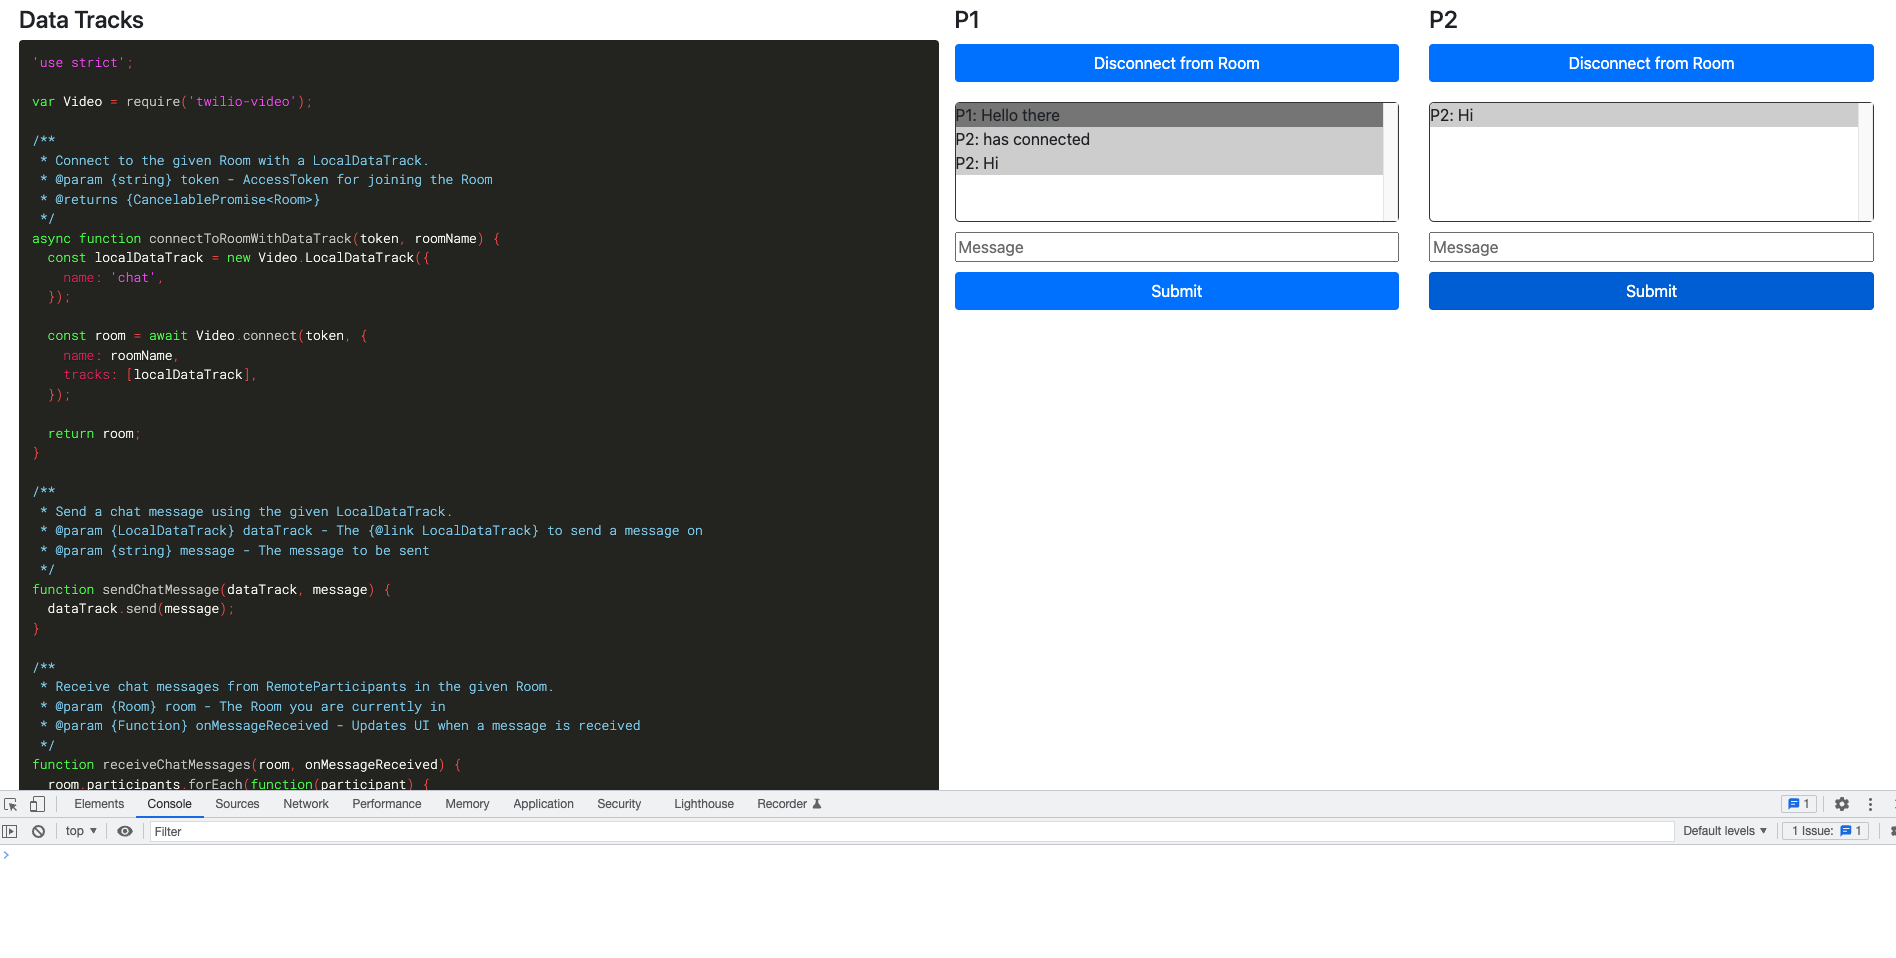 Data Tracks
'use strict';
var Video = require('twilio-video');
/**
* Connect to the given Room with a LocalDataTrack.
* @param {string} token - AccessToken for joining the Room
* @returns {CancelablePromise<Room>}
*/
async function connectToRoomWithDataTrack(token, roomName) {
const localDataTrack = new Video.LocalDataTrack({
name: 'chat',
});
const room = await Video.connect(token, {
name: roomName,
tracks: [localDataTrack],
});
return room;
}
/**
* Send a chat message using the given LocalDataTrack.
* @param {LocalDataTrack} dataTrack - The {@link LocalDataTrack} to send a message on
* @param {string} message - The message to be sent
*/
function sendChatMessage(dataTrack, message) {
dataTrack.send(message);
}
/**
* Receive chat messages from RemoteParticipants in the given Room.
* @param {Room} room - The Room you are currently in
* @param {Function} onMessageReceived - Updates UI when a message is received
*/
function receiveChatMessages(room, onMessageReceived) {
room.participants.forEach(function(participant) {
P1
Disconnect from Room
P1: Hello there
P2: has connected
P2: Hi
Message
Submit
P2
Disconnect from Room
P2: Hi
Message
Submit
Elements Console Sources Network Performance Memory Application Security Lighthouse Recorder 1
top Filter Default levels 1 Issue: 1